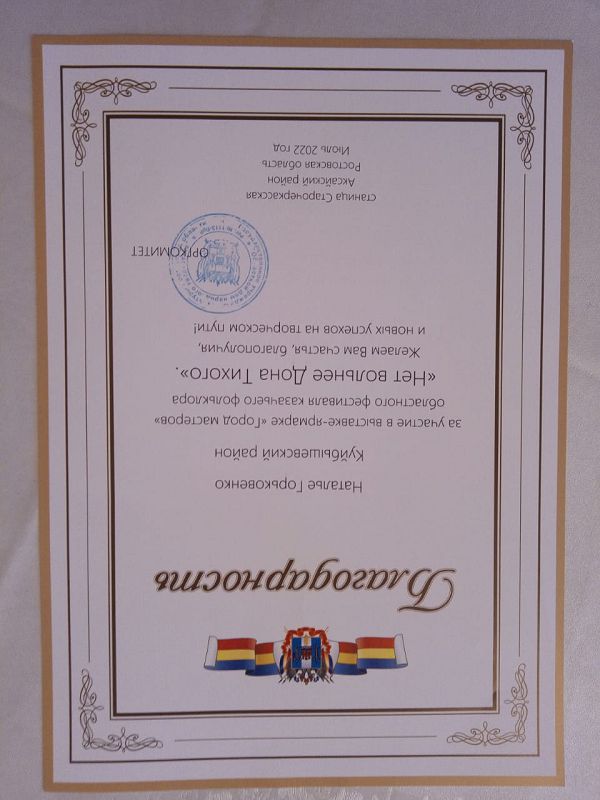 Благодарность
Наталье Горьковенко
Куйбышевский район
за участие в выставке-ярмарке «Город мастеров»
областного фестиваля казачьего фольклора
«Нет вольнее Дона Тихого».
Желаем Вам счастья, благополучия,
и новых успехов на творческом пути!
ОРГКОМИТЕТ
станица Старочеркасская
Аксайский район
Ростовская область
Июль 2022 год